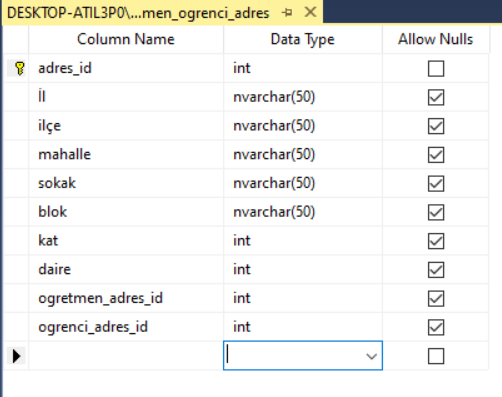 DESKTOP-ATIL3P0\...men_ogrenci_adres
Column Name Data Type Allow Nulls
adres_id int
İl nvarchar(50)
ilçe nvarchar(50)
mahalle nvarchar(50)
sokak nvarchar(50)
blok nvarchar(50)
kat int
daire int
ogretmen_adres_id int
ogrenci_adres_id int